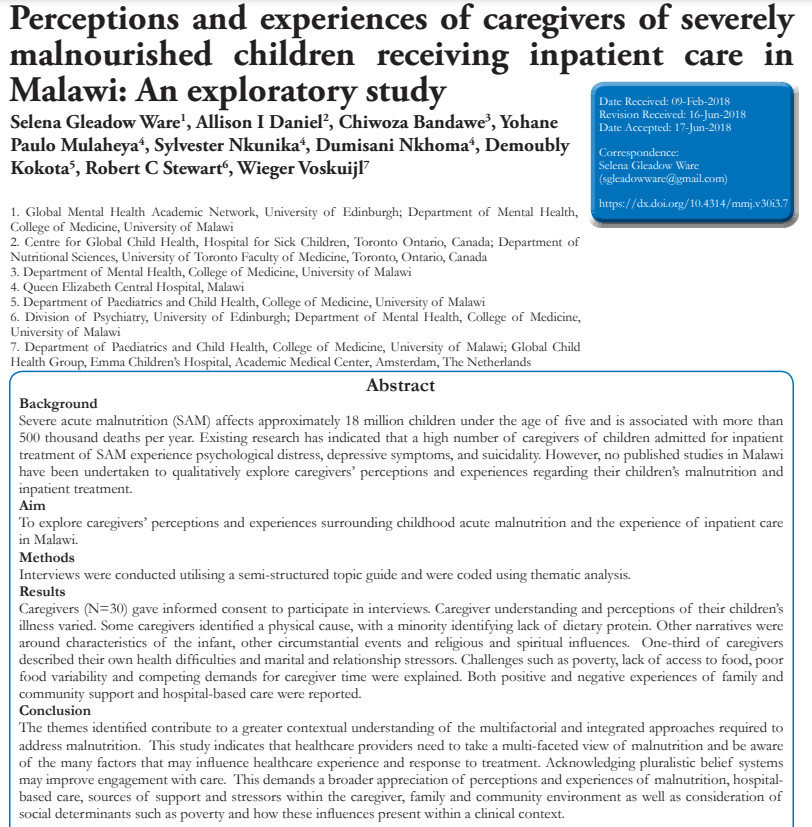 Perceptions and experiences of caregivers of severely
malnourished children receiving inpatient care in
Malawi: An exploratory study
Selena Gleadow Ware¹, Allison I Daniel², Chiwoza Bandawe³, Yohane
Paulo Mulaheya⁴, Sylvester Nkunika⁴, Dumisani Nkhoma⁴, Demoubly
Kokota⁵, Robert C Stewart⁶, Wieger Voskuijl⁷
Date Received: 09-Feb-2018
Revision Received: 16-Jun-2018
Date Accepted: 17-Jun-2018
Correspondence:
Selena Gleadow Ware
(sgleadowware@gmail.com)
https://dx.doi.org/10.4314/mmj.v30i3.7
1. Global Mental Health Academic Network, University of Edinburgh; Department of Mental Health,
College of Medicine, University of Malawi
2. Centre for Global Child Health, Hospital for Sick Children, Toronto Ontario, Canada; Department of
Nutritional Sciences, University of Toronto Faculty of Medicine, Toronto, Ontario, Canada
3. Department of Mental Health, College of Medicine, University of Malawi
4. Queen Elizabeth Central Hospital, Malawi
5. Department of Paediatrics and Child Health, College of Medicine, University of Malawi
6. Division of Psychiatry, University of Edinburgh; Department of Mental Health, College of Medicine,
University of Malawi
7. Department of Paediatrics and Child Health, College of Medicine, University of Malawi; Global Child
Health Group, Emma Children's Hospital, Academic Medical Center, Amsterdam, The Netherlands
Abstract
Background
Severe acute malnutrition (SAM) affects approximately 18 million children under the age of five and is associated with more than
500 thousand deaths per year. Existing research has indicated that a high number of caregivers of children admitted for inpatient
treatment of SAM experience psychological distress, depressive symptoms, and suicidality. However, no published studies in Malawi
have been undertaken to qualitatively explore caregivers' perceptions and experiences regarding their children's malnutrition and
inpatient treatment.
Aim
To explore caregivers' perceptions and experiences surrounding childhood acute malnutrition and the experience of inpatient care
in Malawi.
Methods
Interviews were conducted utilising a semi-structured topic guide and were coded using thematic analysis.
Results
Caregivers (N=30) gave informed consent to participate in interviews. Caregiver understanding and perceptions of their children's
illness varied. Some caregivers identified a physical cause, with a minority identifying lack of dietary protein. Other narratives were
around characteristics of the infant, other circumstantial events and religious and spiritual influences. One-third of caregivers
described their own health difficulties and marital and relationship stressors. Challenges such as poverty, lack of access to food, poor
food variability and competing demands for caregiver time were explained. Both positive and negative experiences of family and
community support and hospital-based care were reported.
Conclusion
The themes identified contribute to a greater contextual understanding of the multifactorial and integrated approaches required to
address malnutrition. This study indicates that healthcare providers need to take a multi-faceted view of malnutrition and be aware
of the many factors that may influence healthcare experience and response to treatment. Acknowledging pluralistic belief systems
may improve engagement with care. This demands a broader appreciation of perceptions and experiences of malnutrition, hospital-
based care, sources of support and stressors within the caregiver, family and community environment as well as consideration of
social determinants such as poverty and how these influences present within a clinical context.